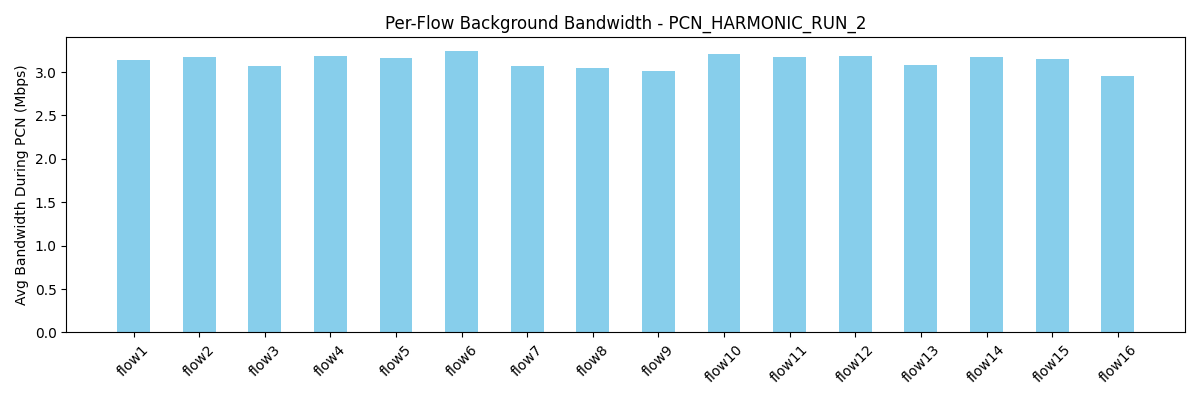 Per-Flow Background Bandwidth - PCN_HARMONIC_RUN_2
Avg Bandwidth During PCN (Mbps)
3.0
2.5
2.0
1.5
1.0
0.5
0.0
flow1 flow2 flow3 flow4 flow5 flow6 flow7 flow8 flow9 flow10 flow11 flow12 flow13 flow14 flow15 flow16